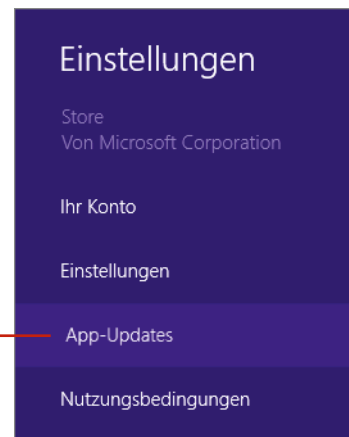 Einstellungen
Store
Von Microsoft Corporation
Ihr Konto
Einstellungen
App-Updates
Nutzungsbedingungen